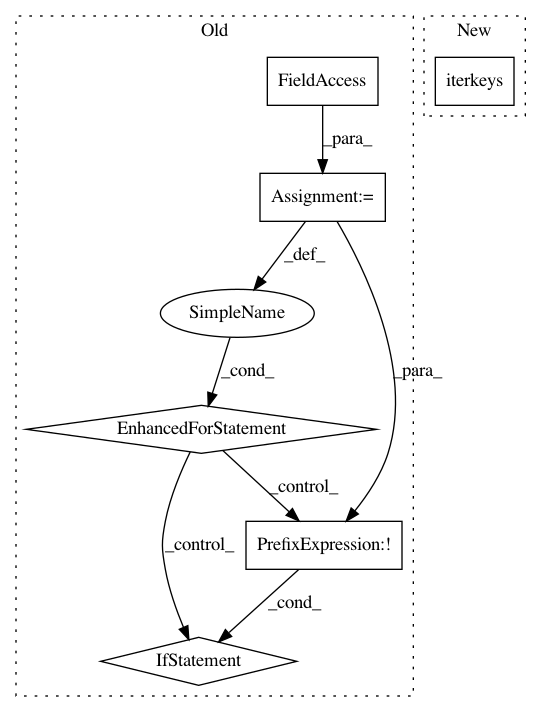 Old
New
FieldAccess
iterkeys
_para_
Assignment:=
_def_
SimpleName
_cond_
_para_
EnhancedForStatement
_control_
_control_
PrefixExpression:!
_cond_
IfStatement